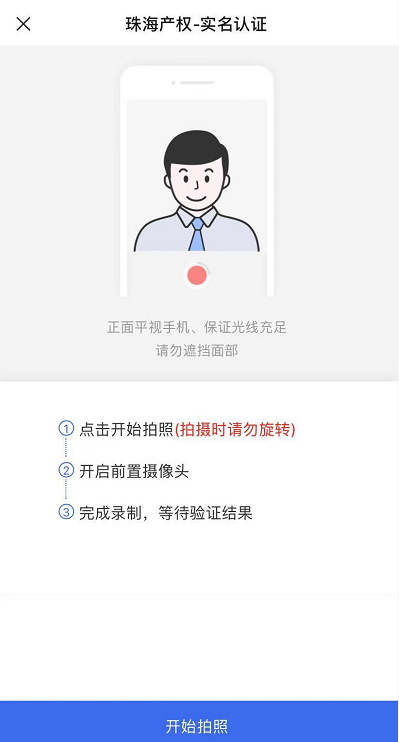 珠海产权-实名认证
正面平视手机、保证光线充足
请勿遮挡面部
1 点击开始拍照(拍摄时请勿旋转)
2 开启前置摄像头
3 完成录制，等待验证结果
开始拍照